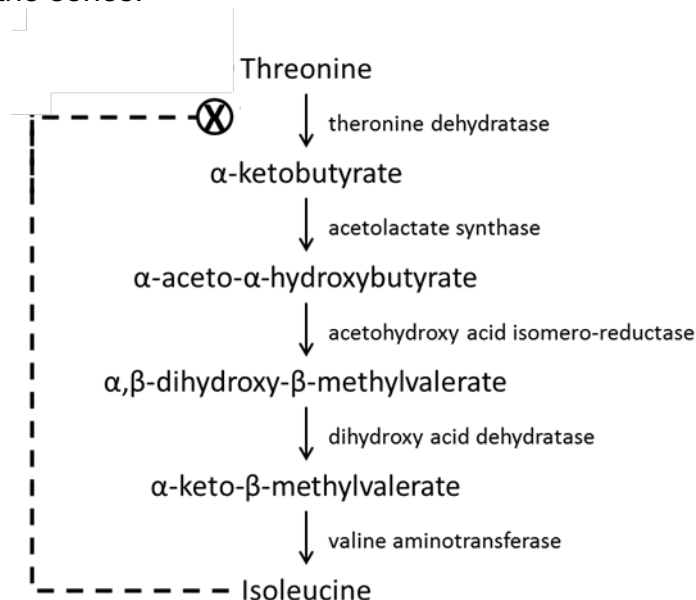 Threonine
X
theronine dehydratase
α-ketobutyrate
acetolactate synthase
α-aceto-α-hydroxybutyrate
acetohydroxy acid isomero-reductase
α,β-dihydroxy-β-methylvalerate
dihydroxy acid dehydratase
α-keto-β-methylvalerate
valine aminotransferase
Isoleucine